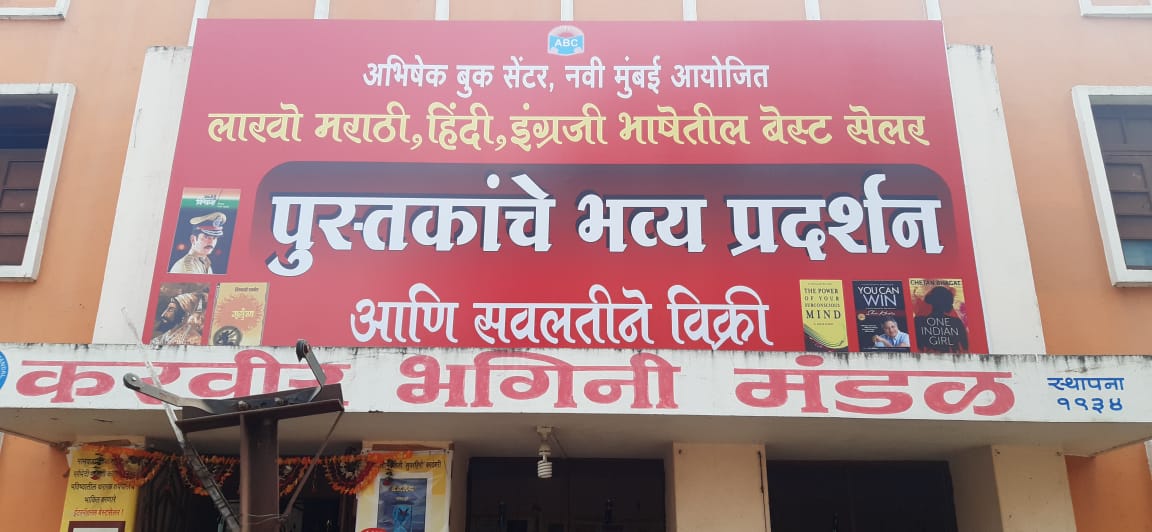 ABC
अभिषेक बुक सेंटर, नवी मुंबई आयोजित
लाखो मराठी, हिंदी, इंग्रजी भाषेतील बेस्ट सेलर
पुस्तकांचे भव्य प्रदर्शन
आणि सवलतीने विक्री
THE POWER
OF YOUR
SUBCONSCIOUS
MIND
YOU CAN
WIN
CHETAN BHAGAT
ONE
INDIAN
GIRL
करवीर भगिनी मंडळ
स्थापना
१९३४